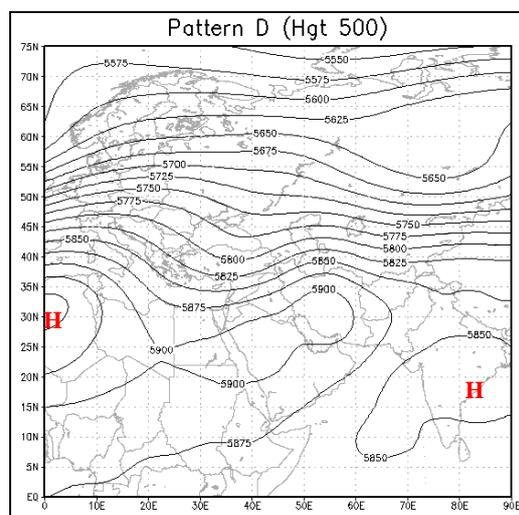 Pattern D (Hgt 500)
75N
70N
65N
60N
55N
50N
45N
40N
35N
30N
25N
20N
15N
10N
5N
EQ
5550
5575
5575
5600
5625
5650
5675
5650
5700
5725
5750
5775
5750
5775
5800
5825
5850
5800
5825
5850
5875
5900
5900
5900
5875
5850
5850
H
H
0
10E
20E
30E
40E
50E
60E
70E
80E
90E